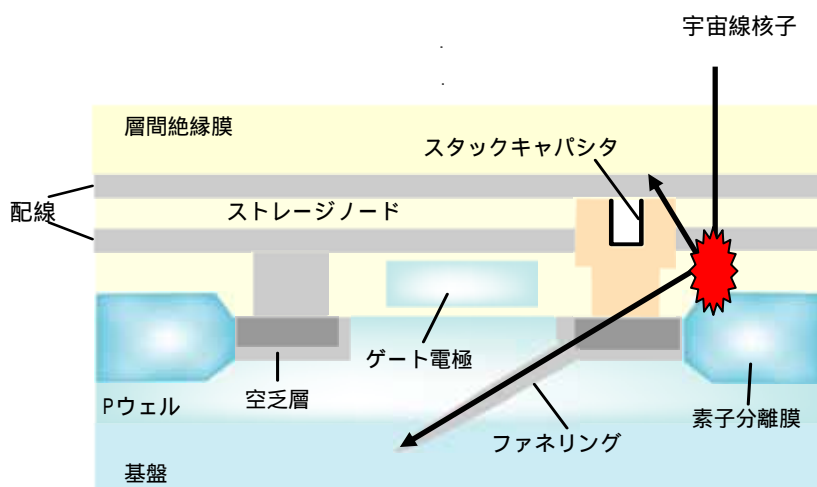 宇宙線核子
層間絶縁膜
スタックキャパシタ
配線
ストレージノード
ゲート電極
空乏層
Pウェル
ファネリング
素子分離膜
基盤